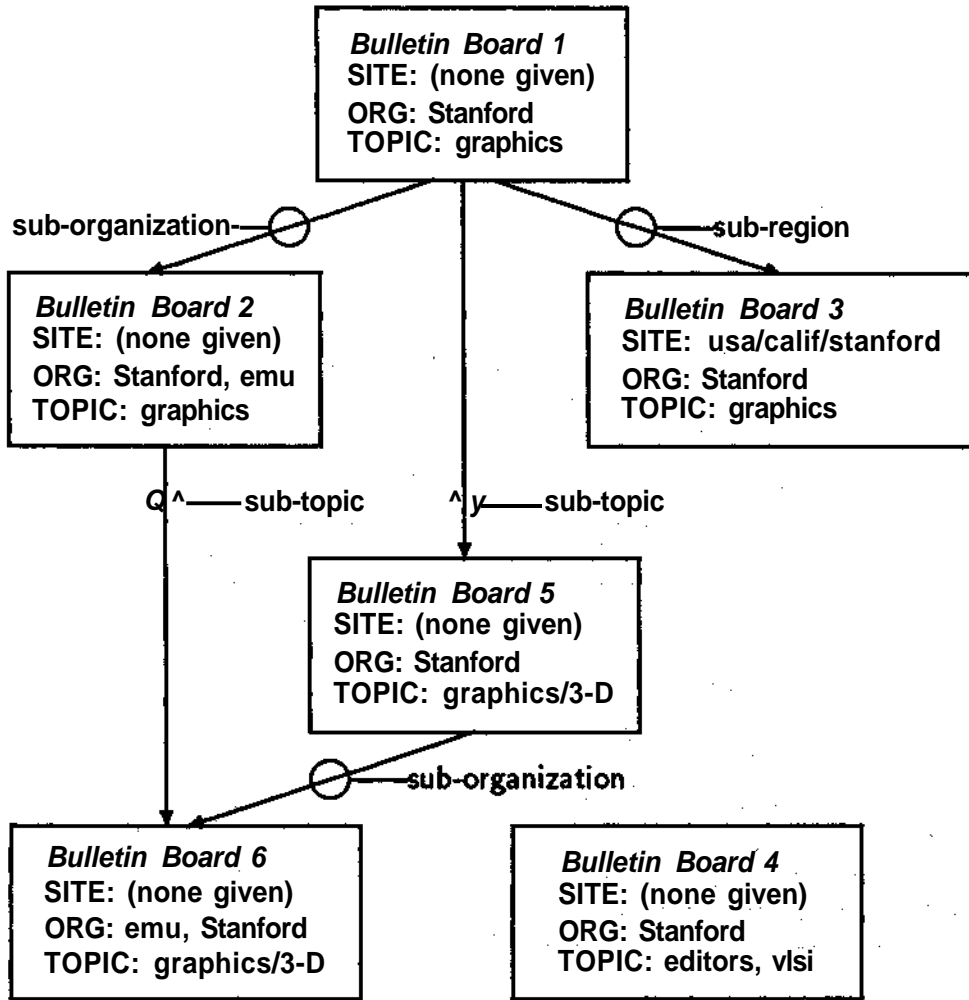 Bulletin Board 1
SITE: (none given)
ORG: Stanford
TOPIC: graphics
sub-organization
sub-region
Bulletin Board 2
SITE: (none given)
ORG: Stanford, emu
TOPIC: graphics
Bulletin Board 3
SITE: usa/calif/stanford
ORG: Stanford
TOPIC: graphics
Q ^ sub-topic
^ y sub-topic
Bulletin Board 5
SITE: (none given)
ORG: Stanford
TOPIC: graphics/3-D
sub-organization
Bulletin Board 6
SITE: (none given)
ORG: emu, Stanford
TOPIC: graphics/3-D
Bulletin Board 4
SITE: (none given)
ORG: Stanford
TOPIC: editors, vlsi